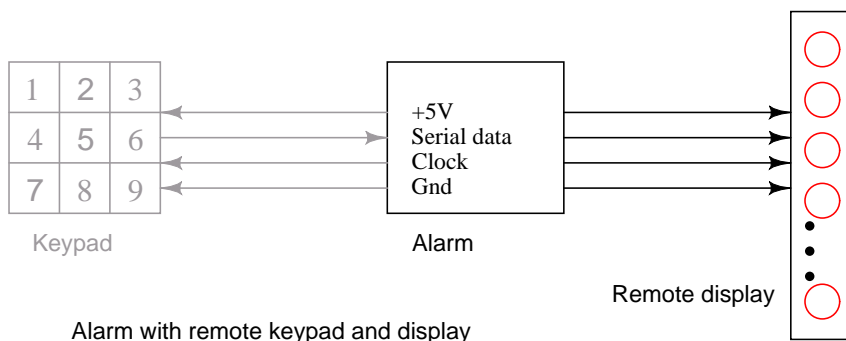 1 2 3
4 5 6
7 8 9
Keypad
+5V
Serial data
Clock
Gnd
Alarm
Remote display
Alarm with remote keypad and display